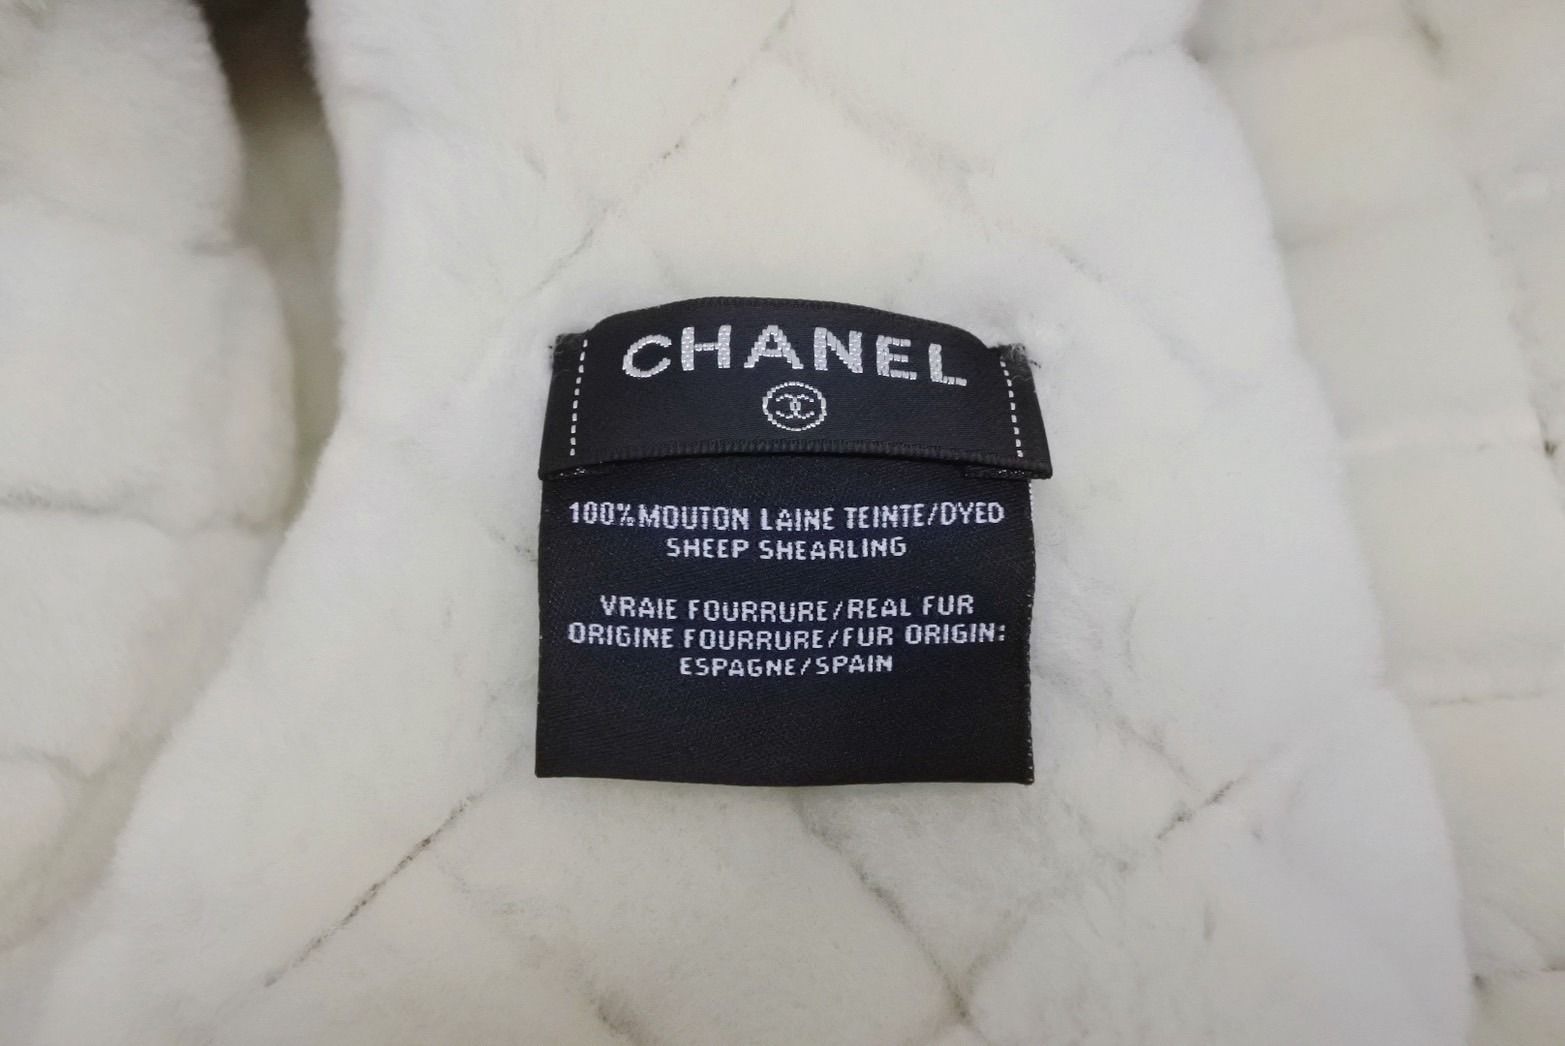 CHANEL
100% MOUTON LAINE TEINTE/DYED
SHEEP SHEARLING
VRAIE FOURRURE/REAL FUR
ORIGINE FOURRURE/FUR ORIGIN:
ESPAGNE/SPAIN